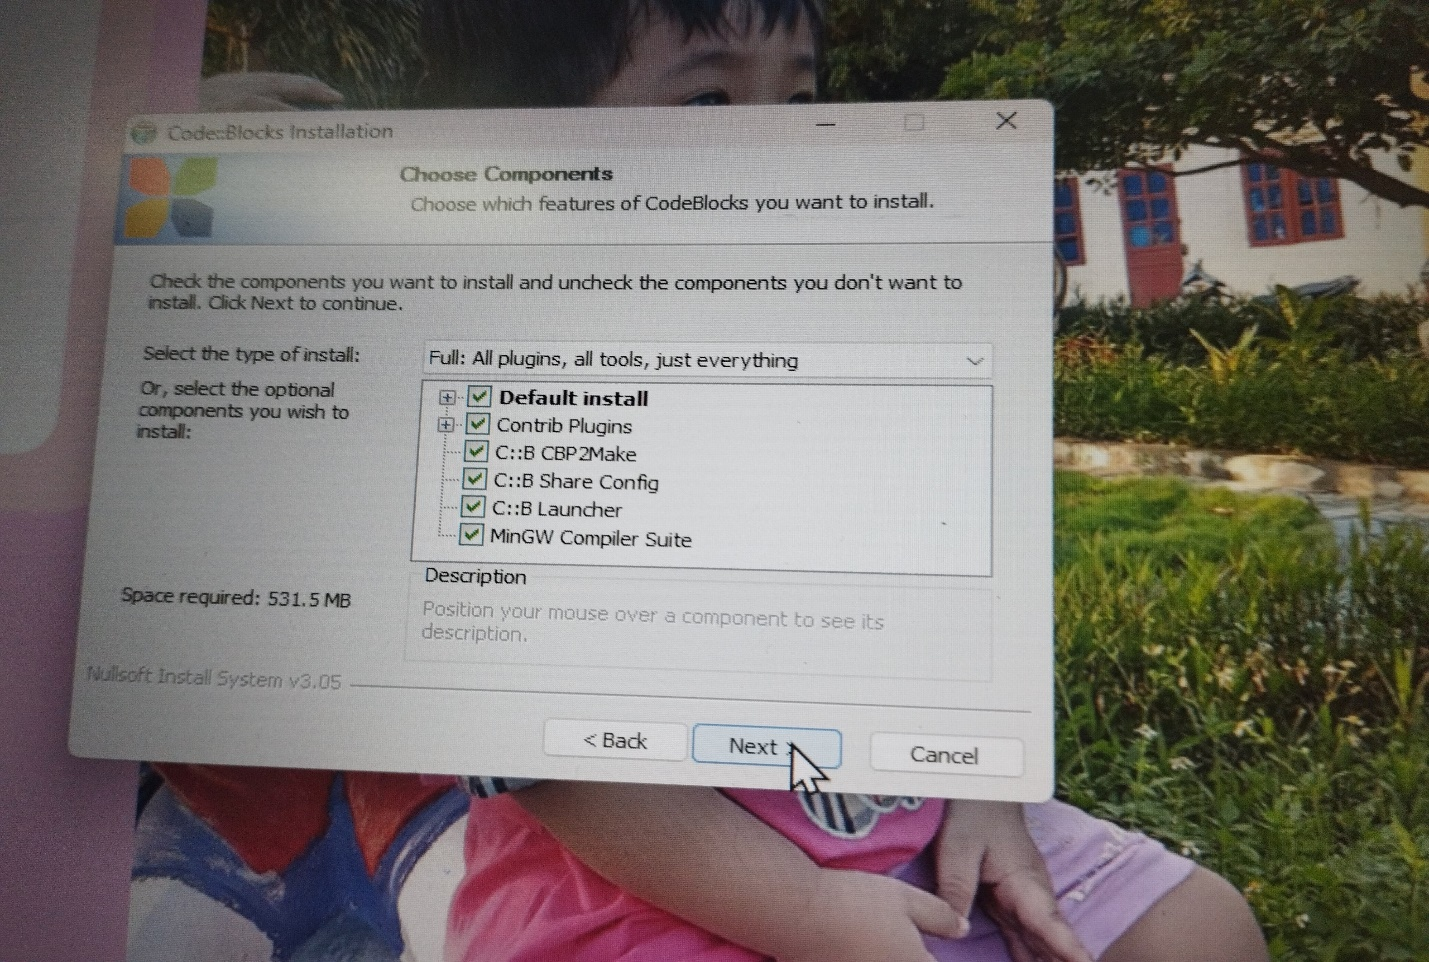 Code::Blocks Installation
Choose Components
Choose which features of CodeBlocks you want to install.
Check the components you want to install and uncheck the components you don't want to
install. Click Next to continue.
Select the type of install:
Full: All plugins, all tools, just everything
Or, select the optional
components you wish to
install:
Default install
Contrib Plugins
C::B CBP2Make
C::B Share Config
C::B Launcher
MinGW Compiler Suite
Space required: 531.5 MB
Description
Position your mouse over a component to see its
description.
Nullsoft Install System v3.05
< Back
Next >
Cancel